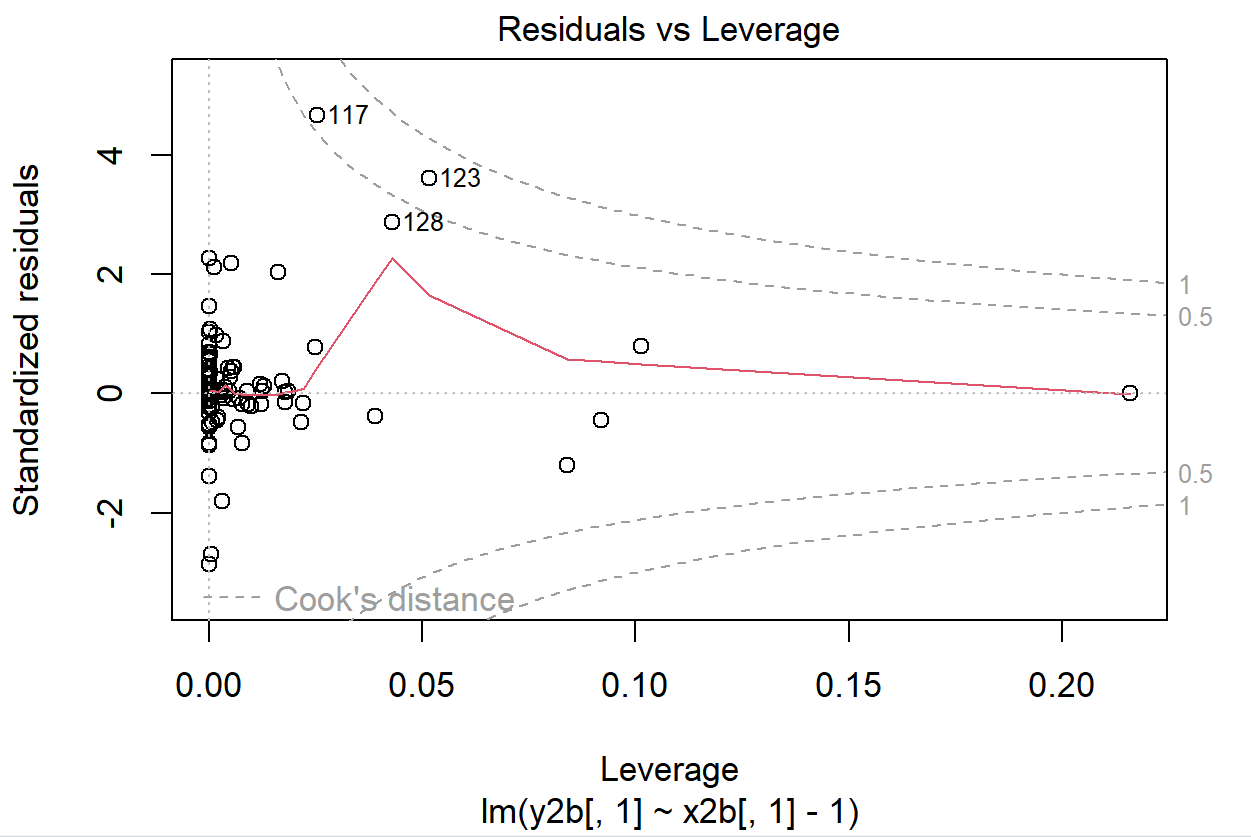 Residuals vs Leverage
Standardized residuals
4
2
0
-2
117
123
128
1
0.5
0.5
1
Cook's distance
0.00 0.05 0.10 0.15 0.20
Leverage
lm(y2b[, 1] ~ x2b[, 1] - 1)